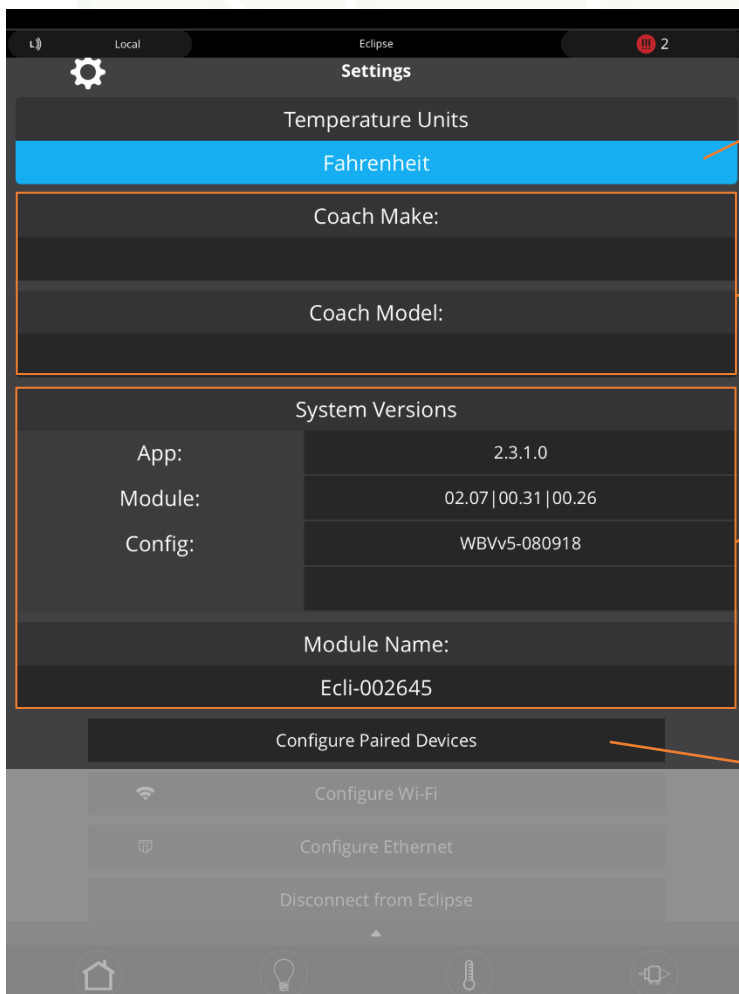 L Local Eclipse !!! 2
Settings
Temperature Units
Fahrenheit
Coach Make:
Coach Model:
System Versions
App: 2.3.1.0
Module: 02.07|00.31|00.26
Config: WBVv5-080918
Module Name:
Ecli-002645
Configure Paired Devices
Configure Wi-Fi
Configure Ethernet
Disconnect from Eclipse